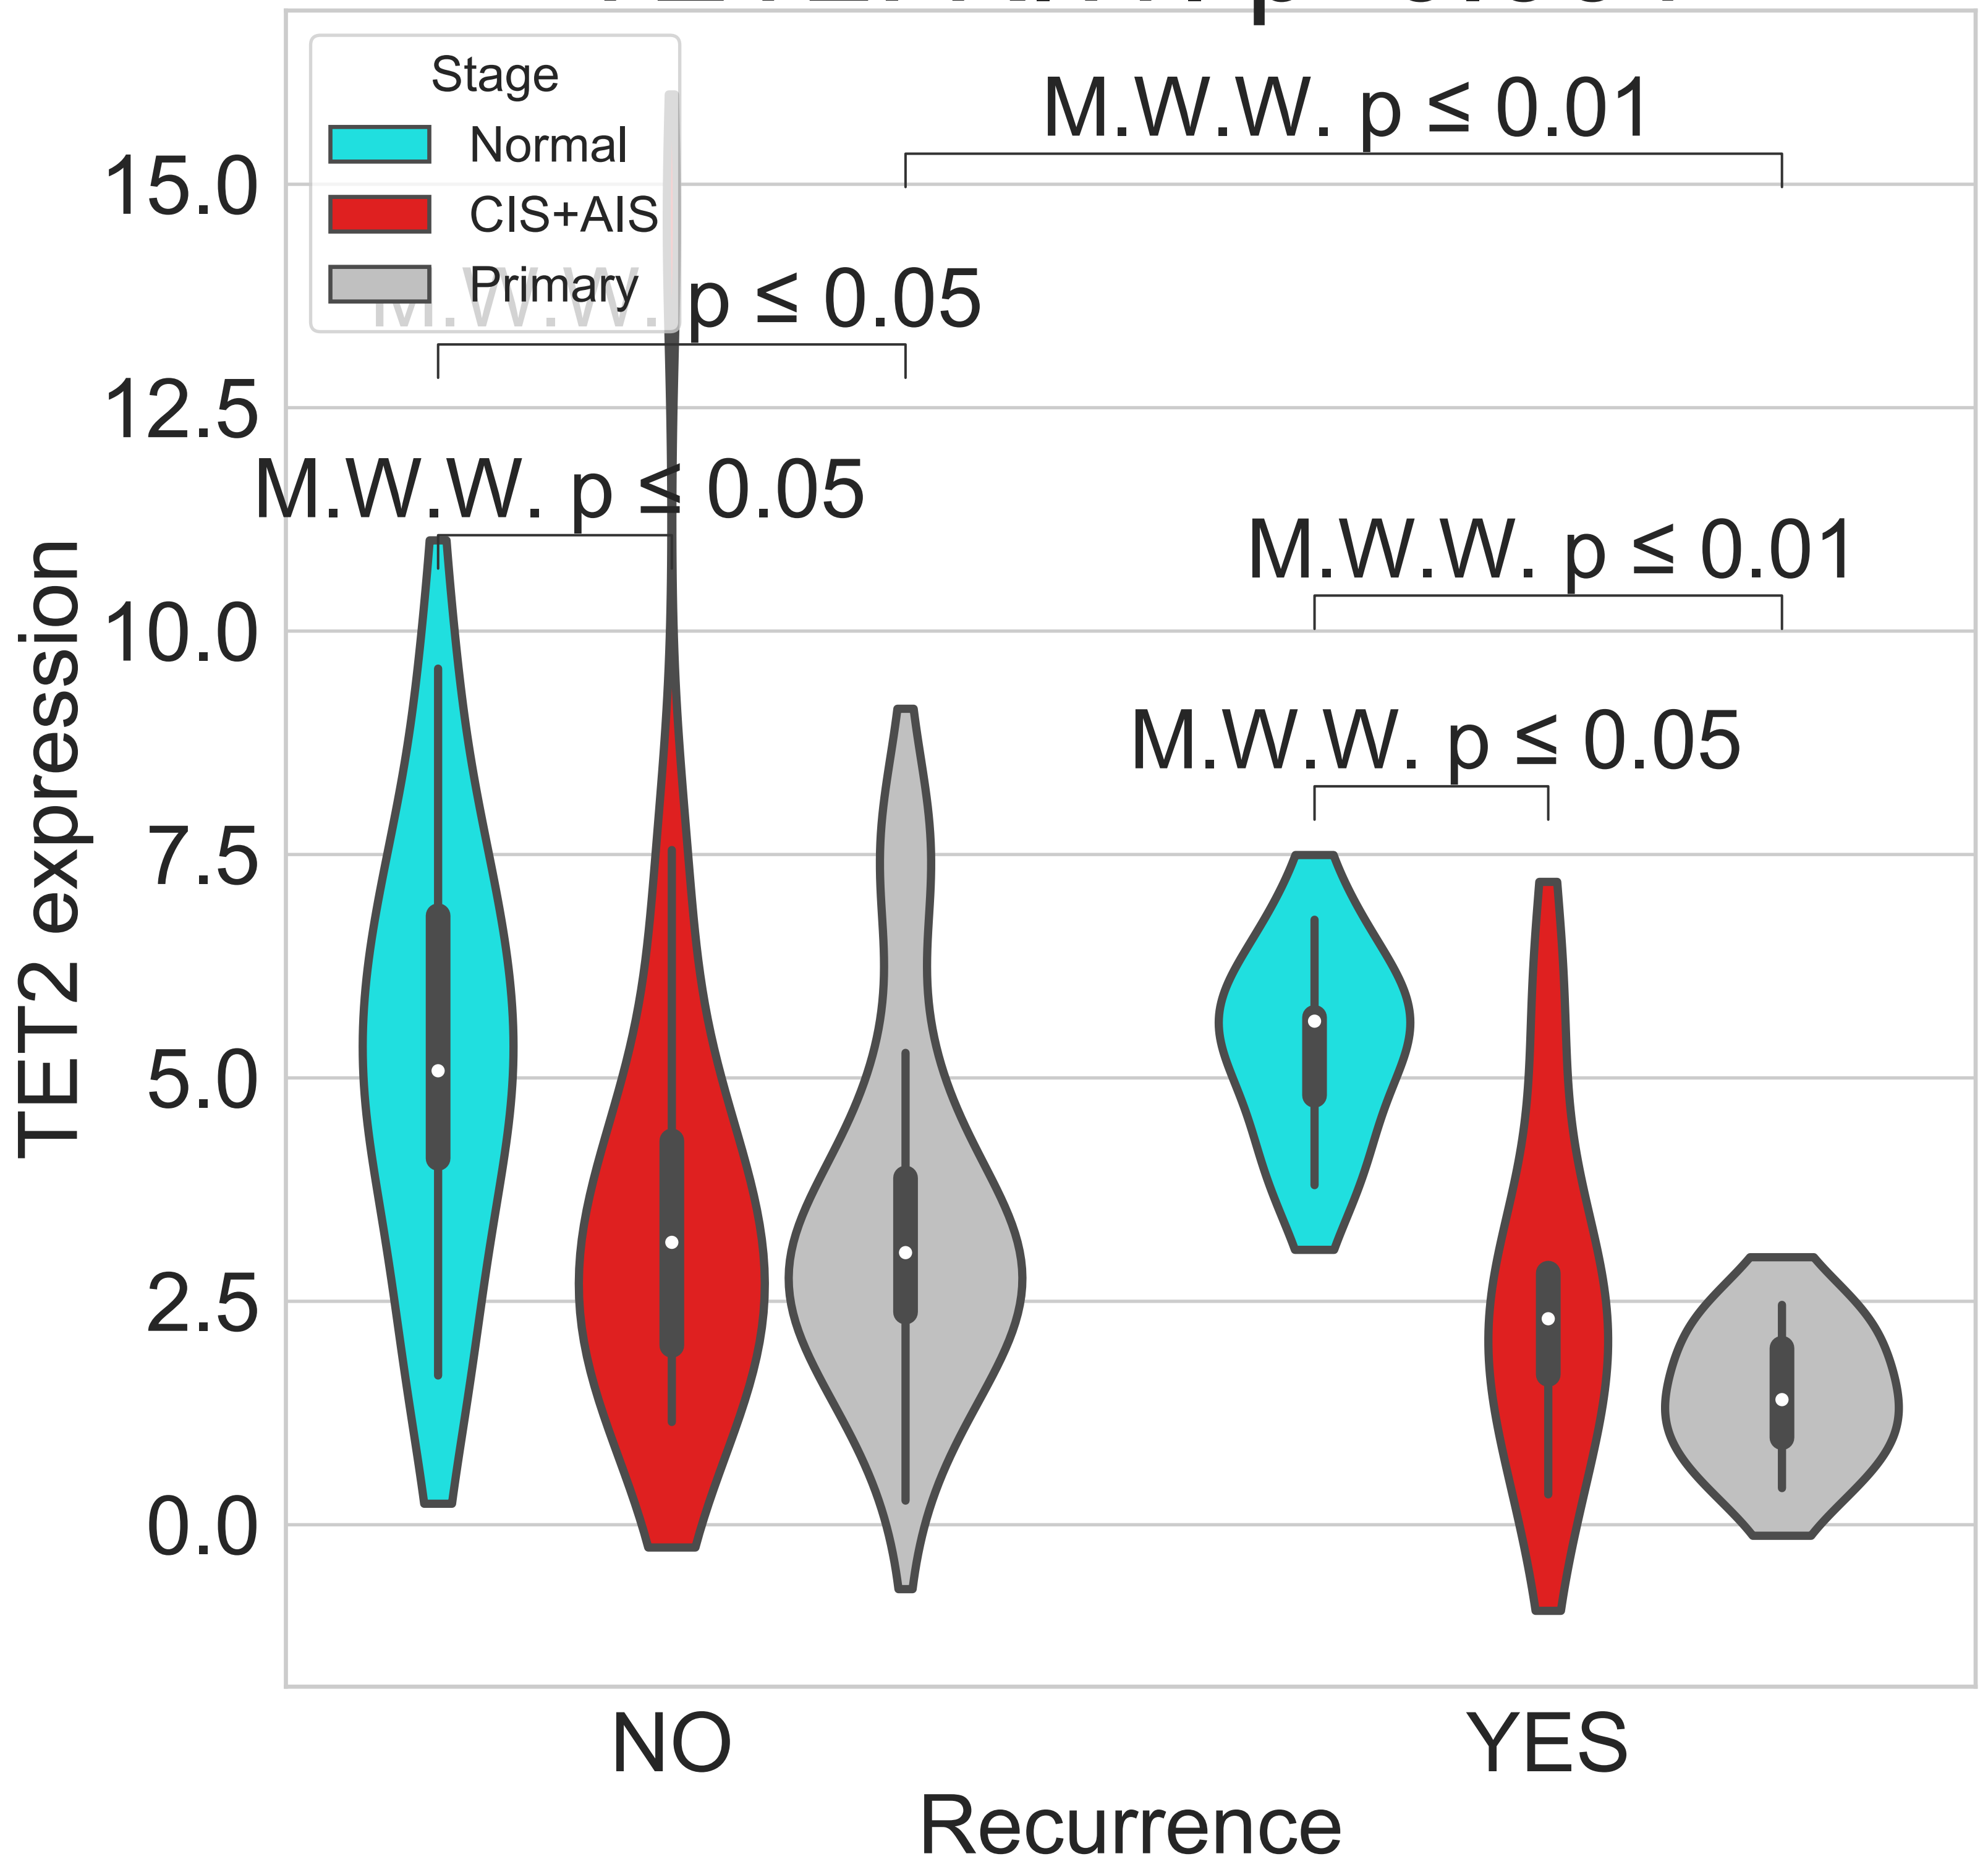 Stage
Normal
CIS+AIS
Primary
M.W.W. p ≤ 0.01
M.W.W. p ≤ 0.05
M.W.W. p ≤ 0.05
M.W.W. p ≤ 0.01
M.W.W. p ≤ 0.05
15.0
12.5
10.0
7.5
5.0
2.5
0.0
TET2 expression
NO
YES
Recurrence